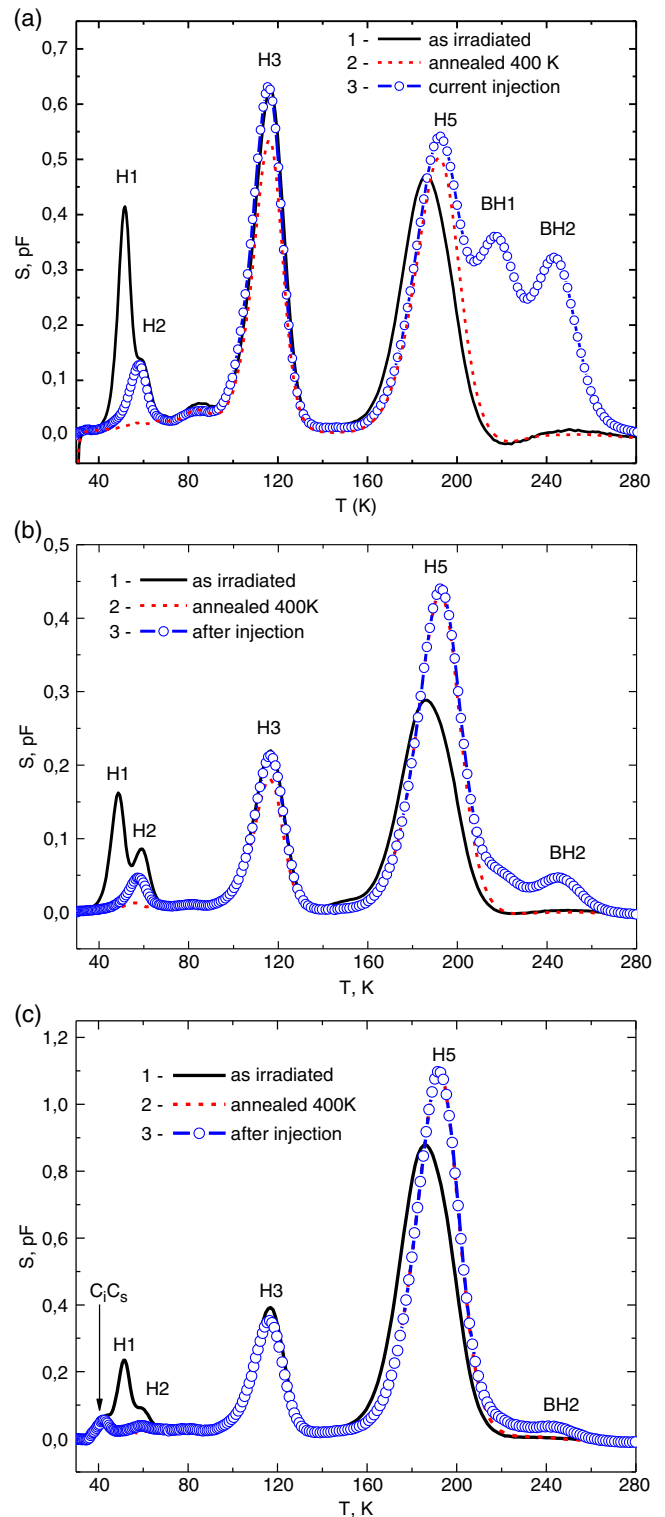 (a)
0,7
0,6
0,5
0,4
0,3
0,2
0,1
0,0
S, pF
1 - as irradiated
2 - annealed 400 K
3 - current injection
H1
H2
H3
H5
BH1
BH2
40 80 120 160 200 240 280
T (K)
(b)
0,5
0,4
0,3
0,2
0,1
0,0
S, pF
1 - as irradiated
2 - annealed 400K
3 - after injection
H1
H2
H3
H5
BH2
40 80 120 160 200 240 280
T, K
(c)
1,2
1,0
0,8
0,6
0,4
0,2
0,0
S, pF
1 - as irradiated
2 - annealed 400K
3 - after injection
CᵢCₛ
H1
H2
H3
H5
BH2
40 80 120 160 200 240 280
T, K